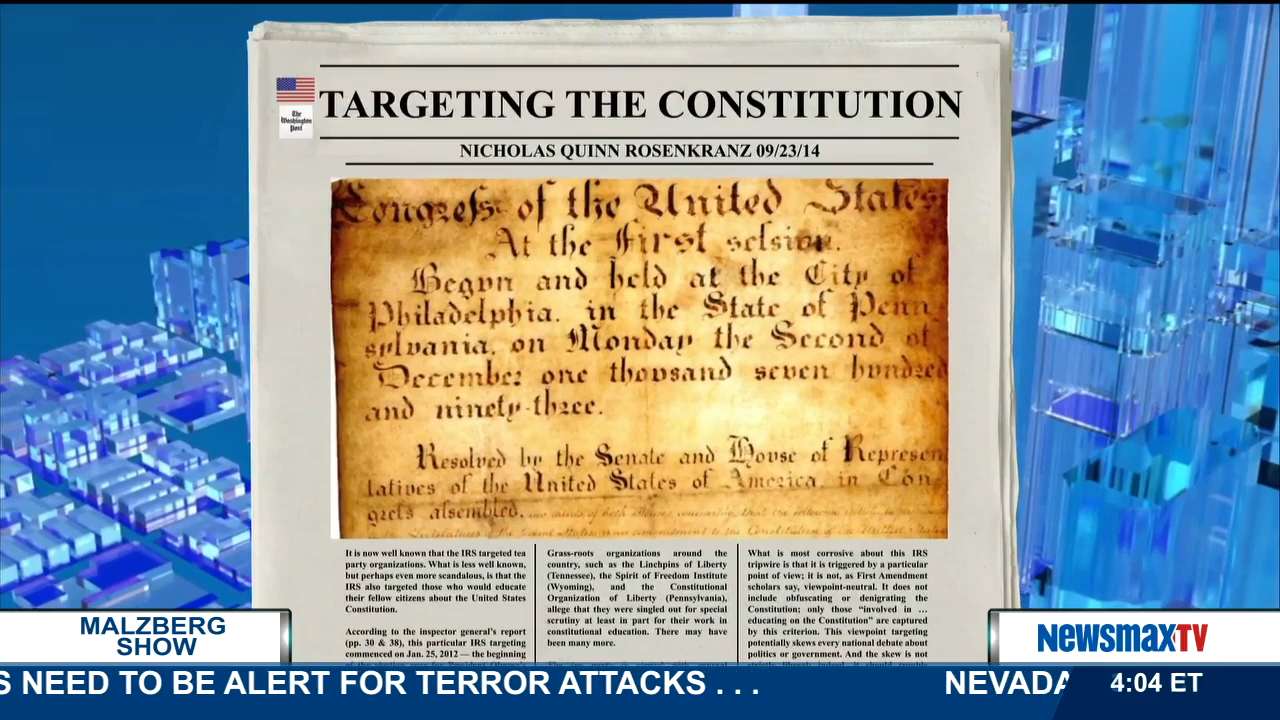 TARGETING THE CONSTITUTION
The
Washington
Post
NICHOLAS QUINN ROSENKRANZ 09/23/14
Congrefs of the United States
At the first sefsion.
Begun and held at the City of
Philadelphia. in the State of Penn
sylvania. on Monday the Second of
December one thousand seven hundred
and ninety-three.
Resolved by the Senate and House of Represen
tatives of the United States of America, in Con
grefs afsembled.
It is now well known that the IRS targeted tea
party organizations. What is less well known,
but perhaps even more scandalous, is that the
IRS also targeted those who would educate
their fellow citizens about the United States
Constitution.
According to the inspector general's report
(pp. 30 & 38), this particular IRS targeting
commenced on Jan. 25, 2012 — the beginning
Grass-roots organizations around the
country, such as the Linchpins of Liberty
(Tennessee), the Spirit of Freedom Institute
(Wyoming), and the Constitutional
Organization of Liberty (Pennsylvania),
allege that they were singled out for special
scrutiny at least in part for their work in
constitutional education. There may have
been many more.
What is most corrosive about this IRS
tripwire is that it is triggered by a particular
point of view; it is not, as First Amendment
scholars say, viewpoint-neutral. It does not
include obfuscating or denigrating the
Constitution; only those "involved in …
educating on the Constitution" are captured
by this criterion. This viewpoint targeting
potentially skews every national debate about
politics or government. And the skew is not
MALZBERG
SHOW
NEWSMAXTV
S NEED TO BE ALERT FOR TERROR ATTACKS . . . NEVADA
4:04 ET